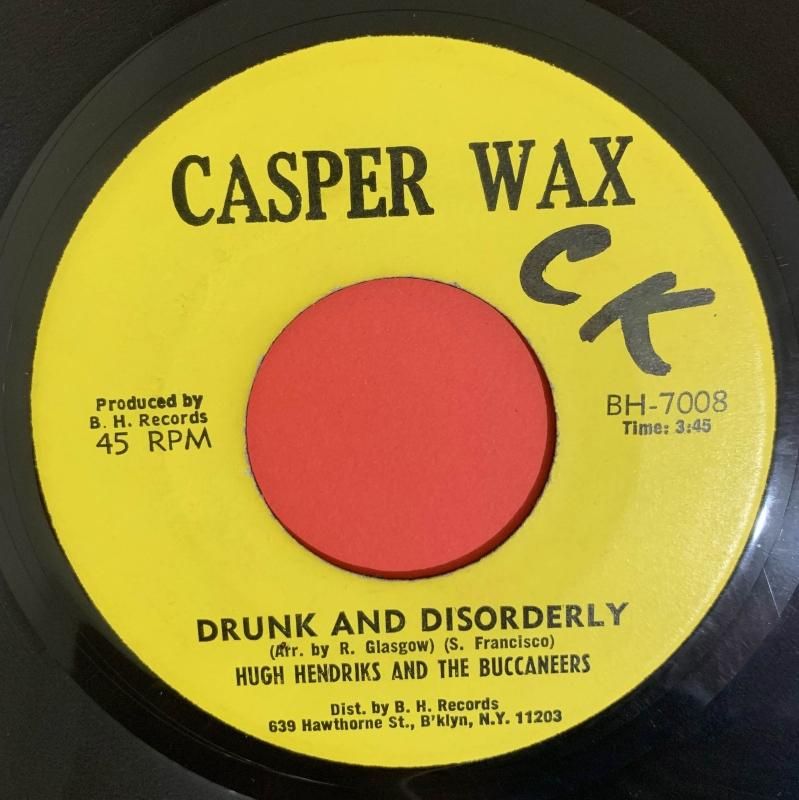 CASPER WAX
CK
Produced by
B. H. Records
45 RPM
BH-7008
Time: 3:45
DRUNK AND DISORDERLY
(Arr. by R. Glasgow) (S. Francisco)
HUGH HENDRIKS AND THE BUCCANEERS
Dist. by B. H. Records
639 Hawthorne St., B'klyn, N.Y. 11203